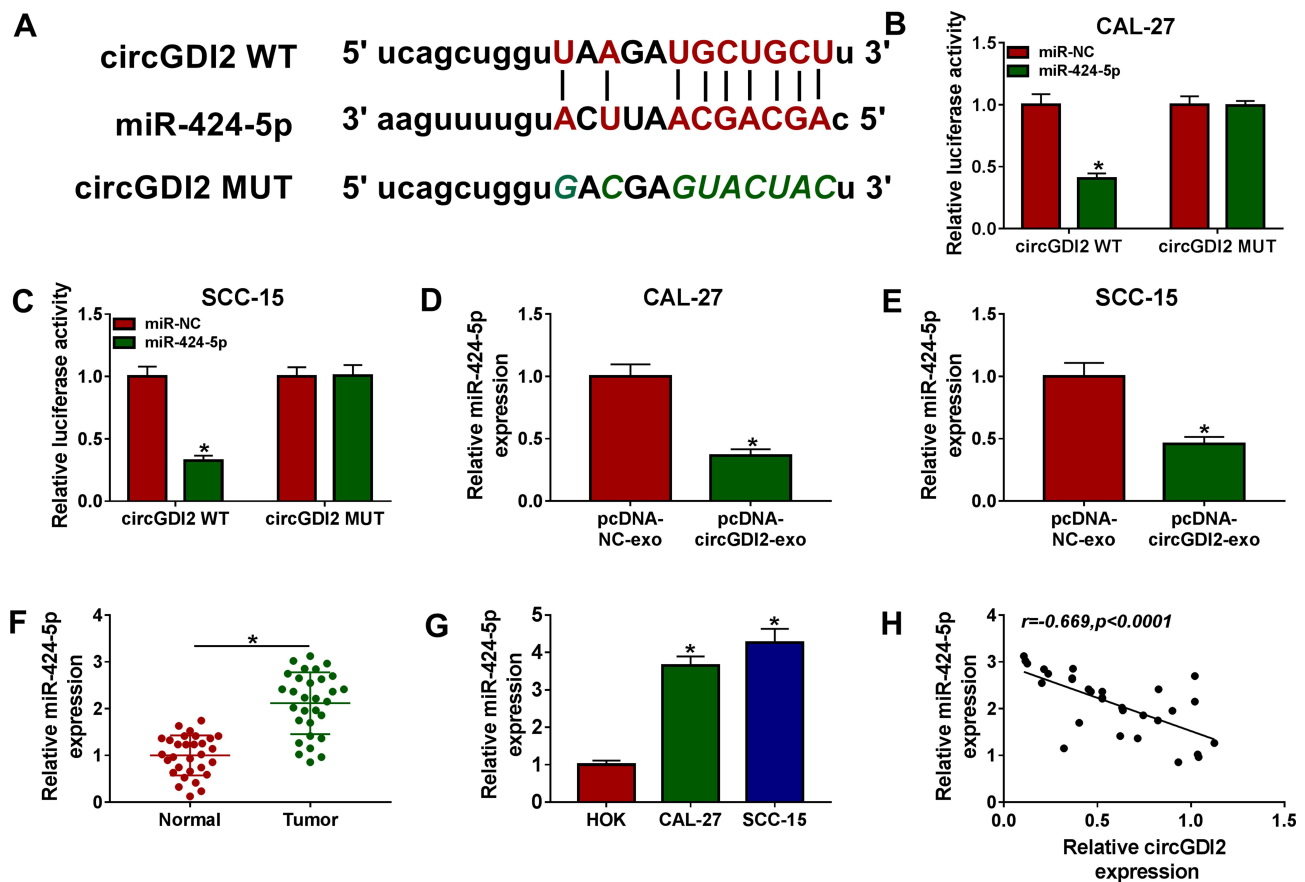 A
circGDI2 WT 5' ucagcugguUAAGAUGCUGCUu 3'
miR-424-5p 3' aaguuuuguACUUAACGACGAc 5'
circGDI2 MUT 5' ucagcugguGACGAGUACUACu 3'
B
CAL-27
Relative luciferase activity
1.5
1.0
0.5
0.0
miR-NC
miR-424-5p
*
circGDI2 WT circGDI2 MUT
C
SCC-15
Relative luciferase activity
1.5
1.0
0.5
0.0
miR-NC
miR-424-5p
*
circGDI2 WT circGDI2 MUT
D
CAL-27
Relative miR-424-5p
expression
1.5
1.0
0.5
0.0
*
pcDNA-
NC-exo
pcDNA-
circGDI2-exo
E
SCC-15
Relative miR-424-5p
expression
1.5
1.0
0.5
0.0
*
pcDNA-
NC-exo
pcDNA-
circGDI2-exo
F
Relative miR-424-5p
expression
4
3
2
1
0
*
Normal Tumor
G
Relative miR-424-5p
expression
5
4
3
2
1
0
*
*
HOK CAL-27 SCC-15
H
Relative miR-424-5p
expression
4
3
2
1
0
r=-0.669,p<0.0001
0.0 0.5 1.0 1.5
Relative circGDI2
expression